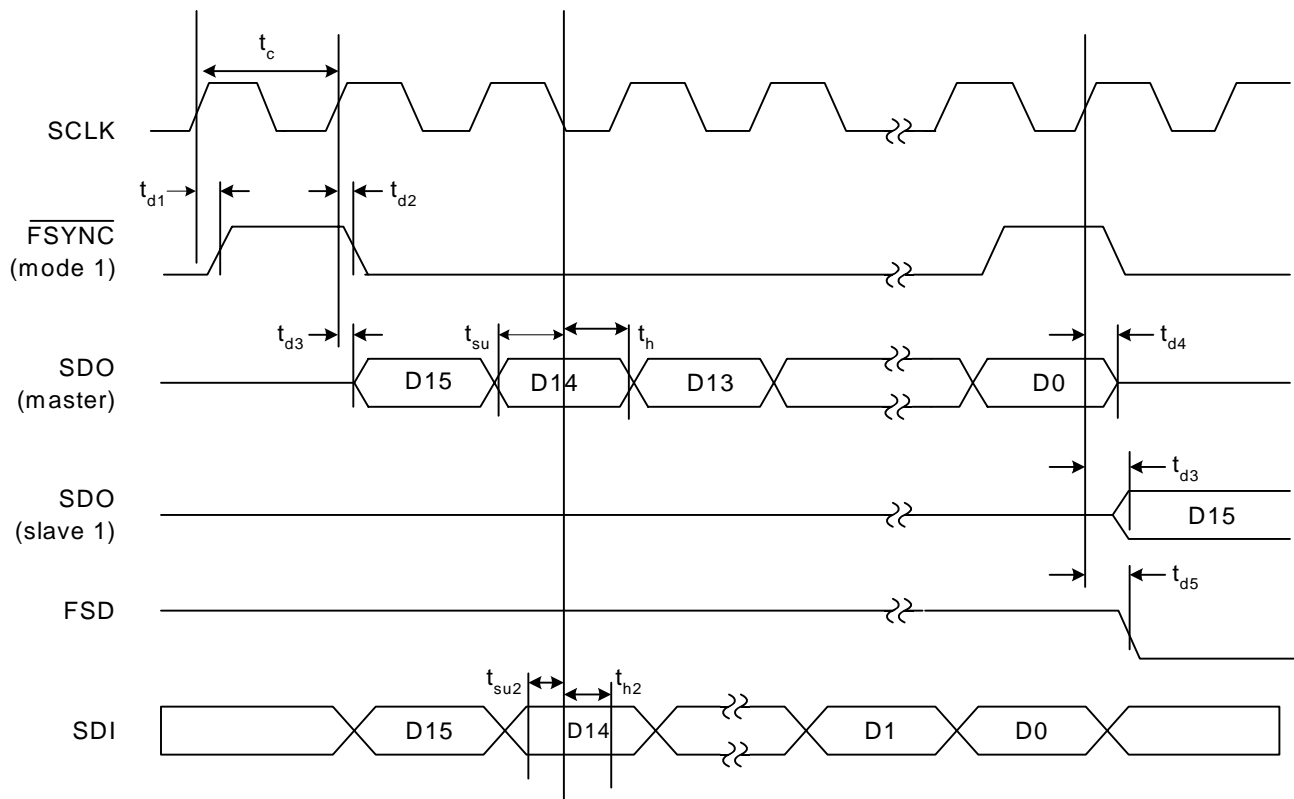 t_c
SCLK
t_d1
t_d2
FSYNC
(mode 1)
t_d3
t_su
t_h
t_d4
SDO
(master)
D15
D14
D13
D0
SDO
(slave 1)
t_d3
D15
FSD
t_d5
t_su2
t_h2
SDI
D15
D14
D1
D0